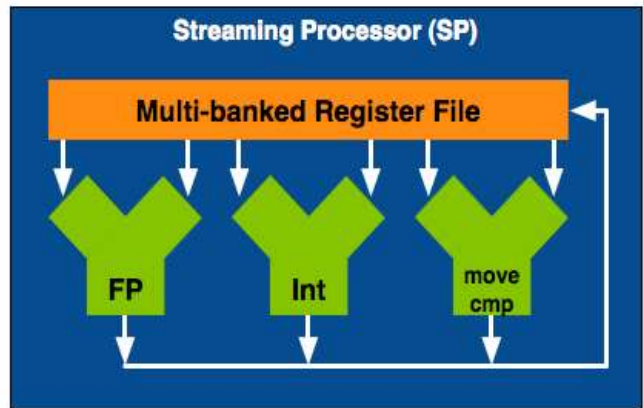 Streaming Processor (SP)
Multi-banked Register File
FP
Int
move
cmp